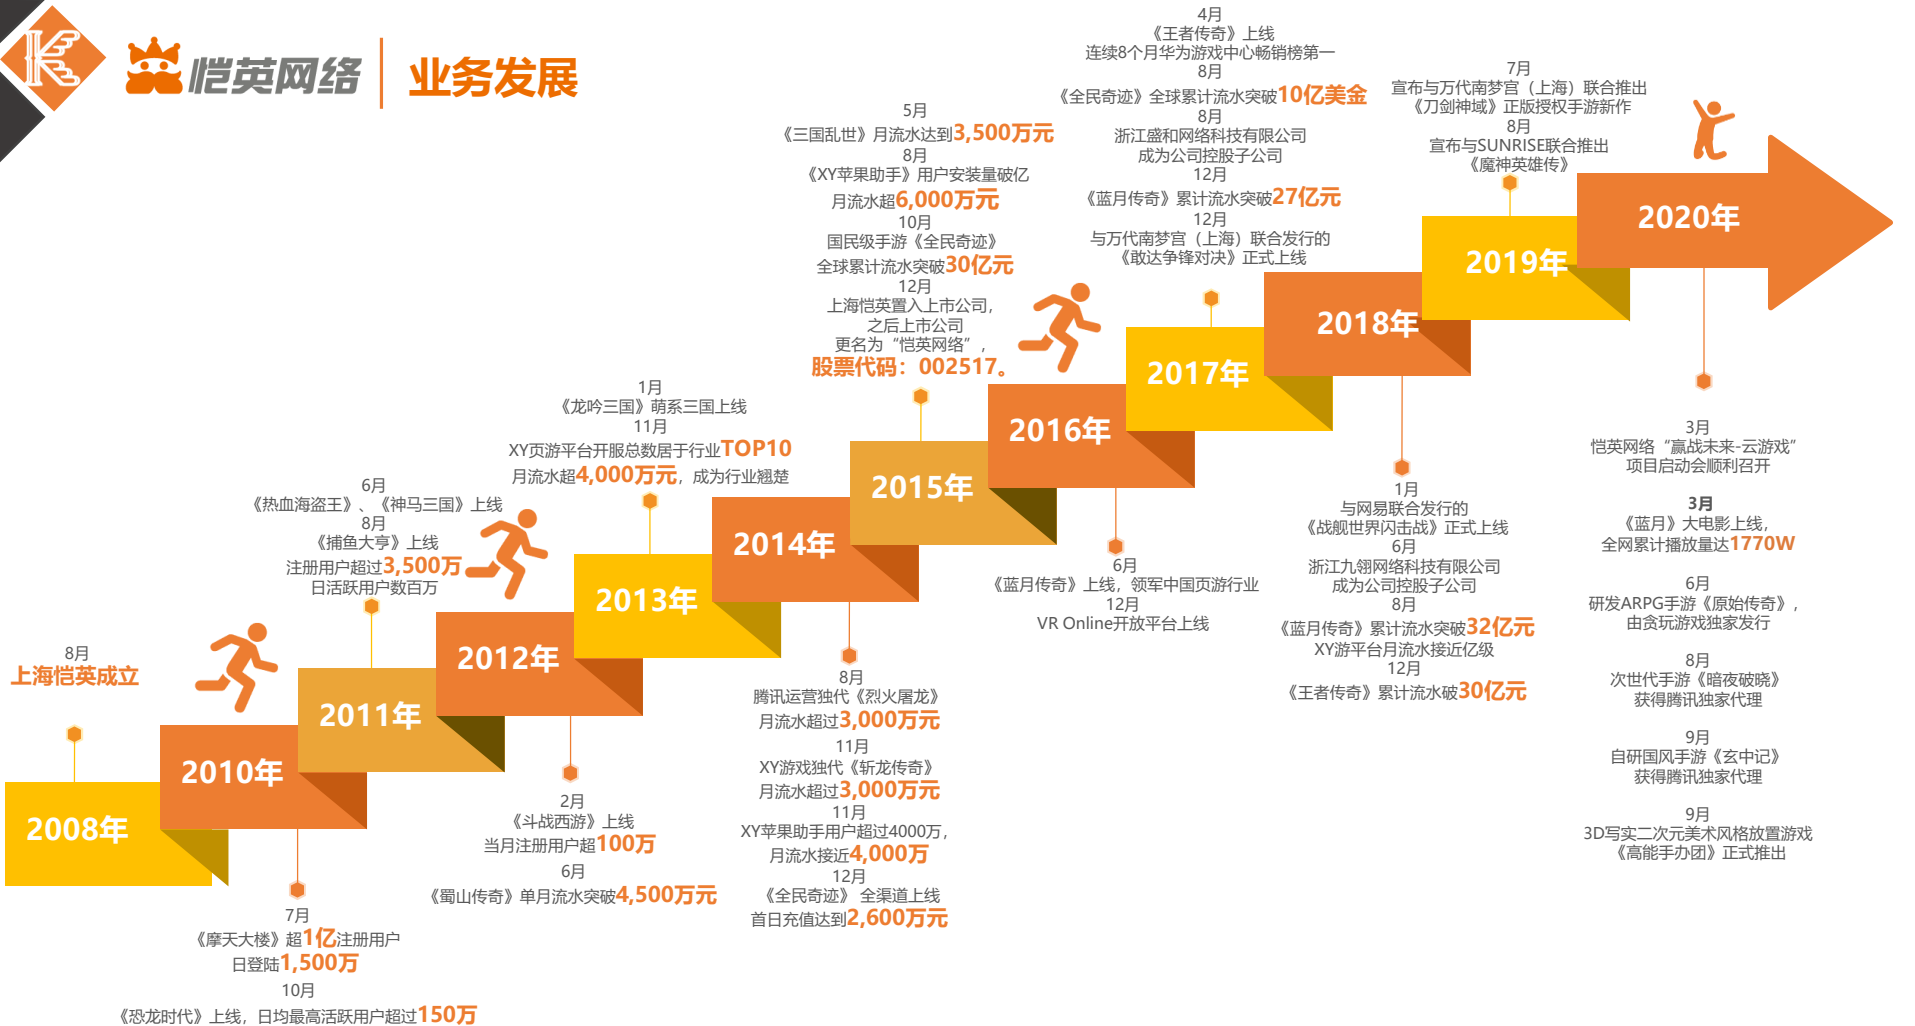 恺英网络
业务发展
8月
上海恺英成立
2008年
2010年
7月
《摩天大楼》超1亿注册用户
日登陆1,500万
10月
《恐龙时代》上线，日均最高活跃用户超过150万
6月
《热血海盗王》、《神马三国》上线
8月
《捕鱼大亨》上线
注册用户超过3,500万
日活跃用户数百万
2011年
2012年
2月
《斗战西游》上线
当月注册用户超100万
6月
《蜀山传奇》单月流水突破4,500万元
1月
《龙吟三国》萌系三国上线
11月
XY页游平台开服总数居于行业TOP10
月流水超4,000万元，成为行业翘楚
2013年
2014年
8月
腾讯运营独代《烈火屠龙》
月流水超过3,000万元
11月
XY游戏独代《斩龙传奇》
月流水超过3,000万元
11月
XY苹果助手用户超过4000万，
月流水接近4,000万
12月
《全民奇迹》 全渠道上线
首日充值达到2,600万元
5月
《三国乱世》月流水达到3,500万元
8月
《XY苹果助手》用户安装量破亿
月流水超6,000万元
10月
国民级手游《全民奇迹》
全球累计流水突破30亿元
12月
上海恺英置入上市公司，
之后上市公司
更名为“恺英网络”，
股票代码：002517。
2015年
2016年
6月
《蓝月传奇》上线，领军中国页游行业
12月
VR Online开放平台上线
4月
《王者传奇》上线
连续8个月华为游戏中心畅销榜第一
8月
《全民奇迹》全球累计流水突破10亿美金
8月
浙江盛和网络科技有限公司
成为公司控股子公司
12月
《蓝月传奇》累计流水突破27亿元
12月
与万代南梦宫（上海）联合发行的
《敢达争锋对决》正式上线
2017年
2018年
1月
与网易联合发行的
《战舰世界闪击战》正式上线
6月
浙江九翎网络科技有限公司
成为公司控股子公司
8月
《蓝月传奇》累计流水突破32亿元
XY游平台月流水接近亿级
12月
《王者传奇》累计流水破30亿元
7月
宣布与万代南梦宫（上海）联合推出
《刀剑神域》正版授权手游新作
8月
宣布与SUNRISE联合推出
《魔神英雄传》
2019年
2020年
3月
恺英网络“赢战未来-云游戏”
项目启动会顺利召开
3月
《蓝月》大电影上线，
全网累计播放量达1770W
6月
研发ARPG手游《原始传奇》，
由贪玩游戏独家发行
8月
次世代手游《暗夜破晓》
获得腾讯独家代理
9月
自研国风手游《玄中记》
获得腾讯独家代理
9月
3D写实二次元美术风格放置游戏
《高能手办团》正式推出